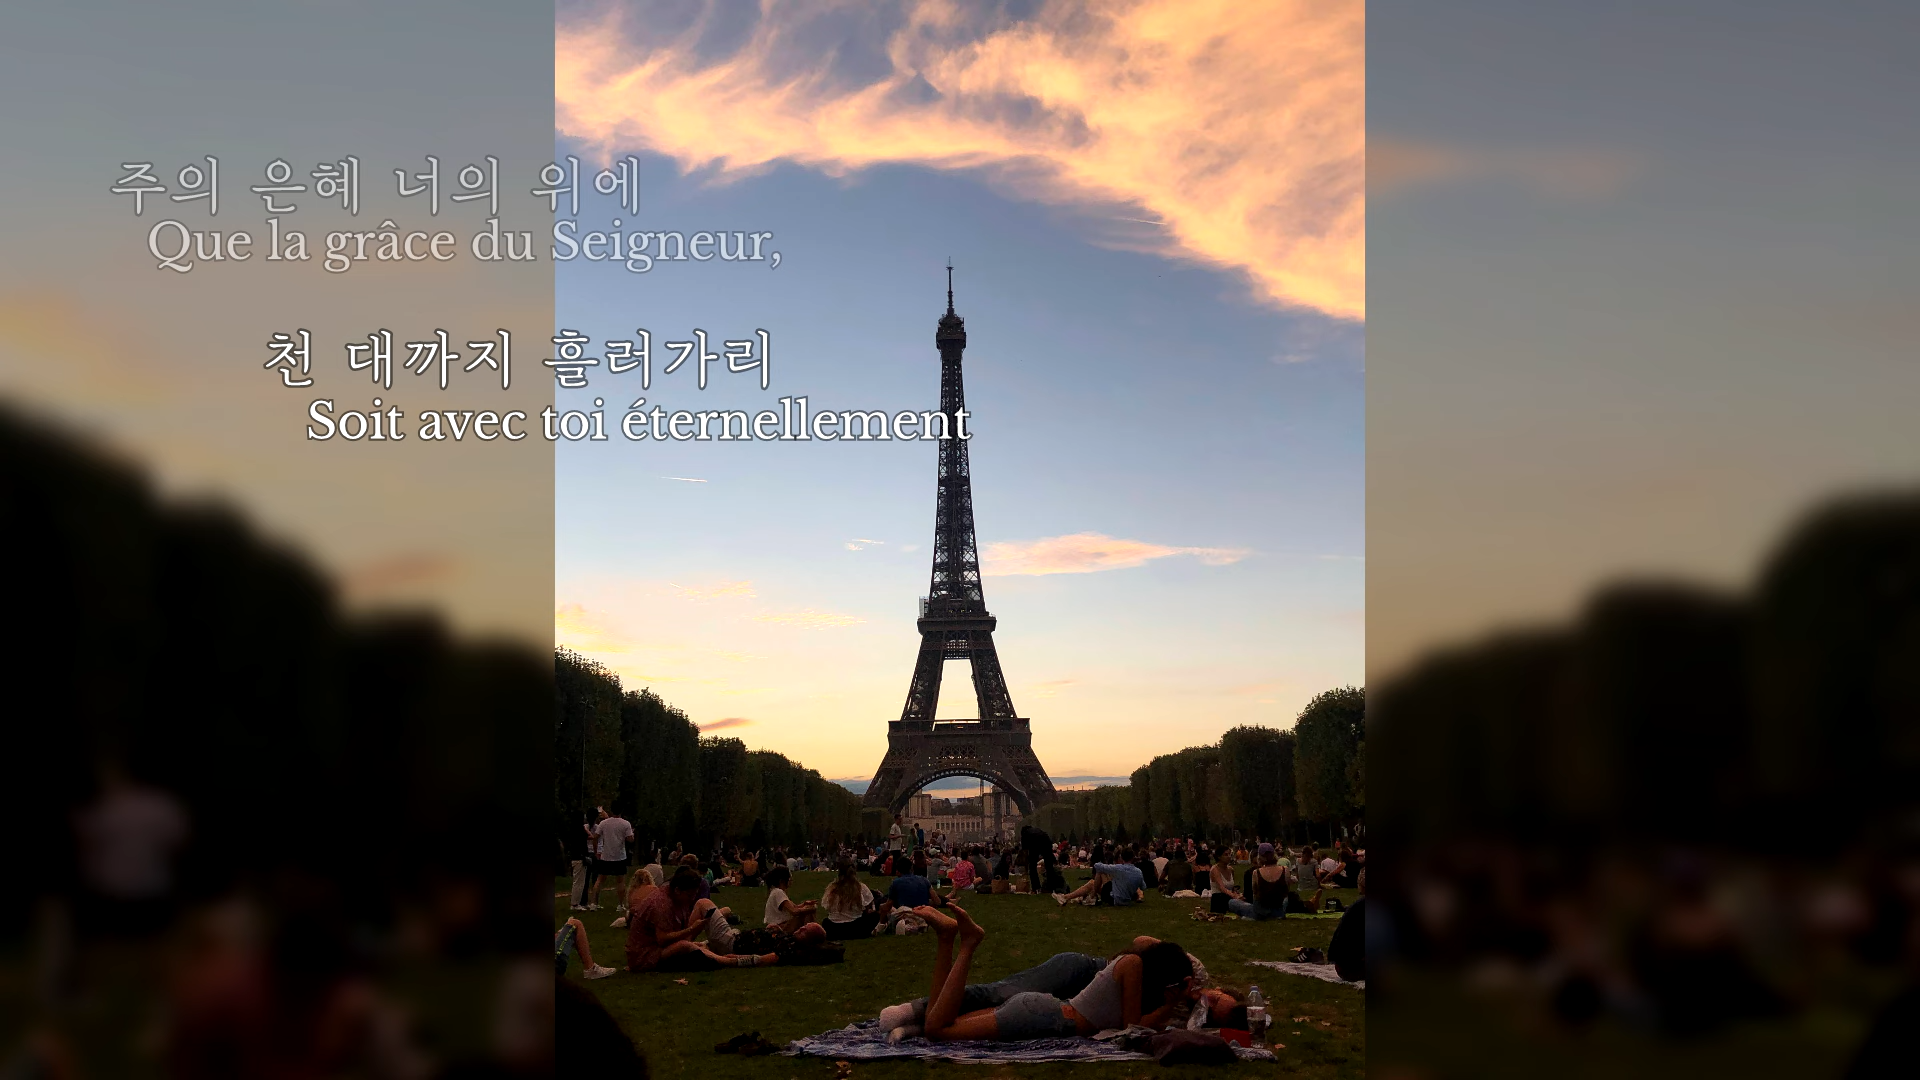 주의 은혜 너의 위에
Que la grâce du Seigneur,
천 대까지 흘러가리
Soit avec toi éternellement